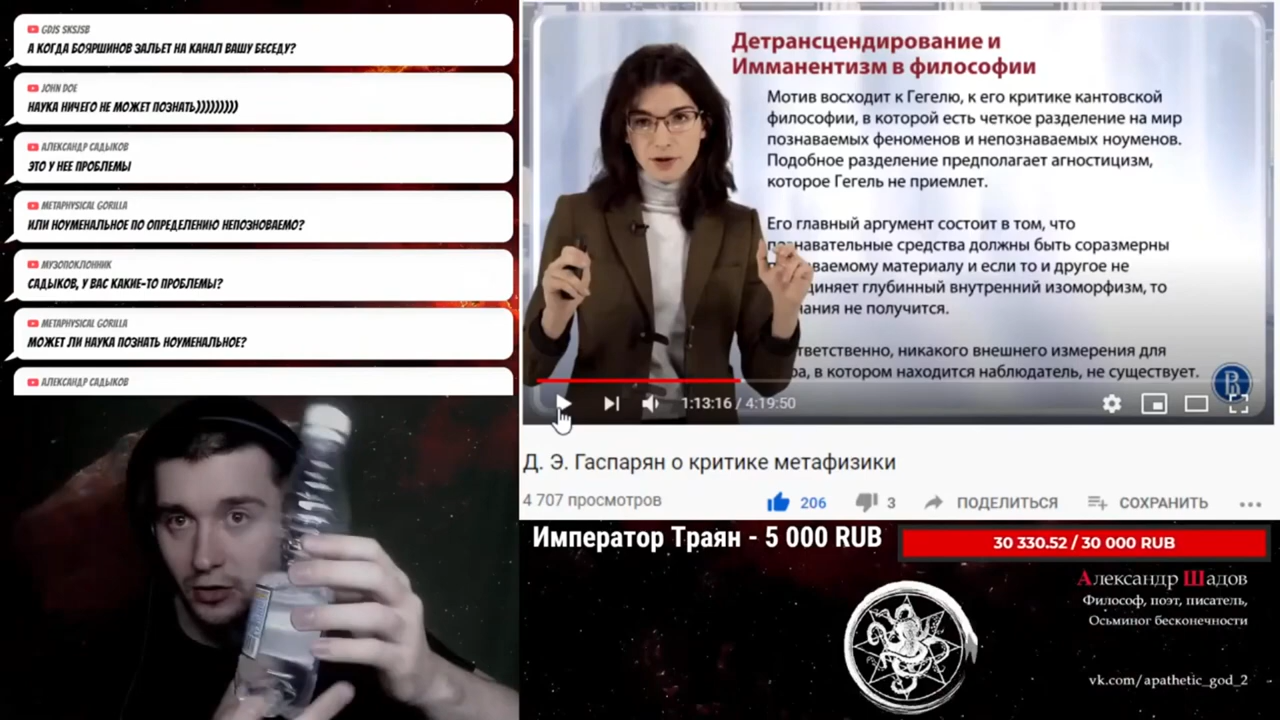 GDJS SKSJSB
А КОГДА БОЯРШИНОВ ЗАЛЬЕТ НА КАНАЛ ВАШУ БЕСЕДУ?
JOHN DOE
НАУКА НИЧЕГО НЕ МОЖЕТ ПОЗНАТЬ)))))))))
АЛЕКСАНДР САДЫКОВ
ЭТО У НЕЕ ПРОБЛЕМЫ
METAPHYSICAL GORILLA
ИЛИ НОУМЕНАЛЬНОЕ ПО ОПРЕДЕЛЕНИЮ НЕПОЗНОВАЕМО?
МУЗОПОКЛОННИК
САДЫКОВ, У ВАС КАКИЕ-ТО ПРОБЛЕМЫ?
METAPHYSICAL GORILLA
МОЖЕТ ЛИ НАУКА ПОЗНАТЬ НОУМЕНАЛЬНОЕ?
АЛЕКСАНДР САДЫКОВ
Детрансцендирование и
Имманентизм в философии
Мотив восходит к Гегелю, к его критике кантовской
философии, в которой есть четкое разделение на мир
познаваемых феноменов и непознаваемых ноуменов.
Подобное разделение предполагает агностицизм,
которое Гегель не приемлет.
Его главный аргумент состоит в том, что
познавательные средства должны быть соразмерны
ваемому материалу и если то и другое не
диняет глубинный внутренний изоморфизм, то
нания не получится.
тветственно, никакого внешнего измерения для
ра, в котором находится наблюдатель, не существует.
1:13:16 / 4:19:50
Д. Э. Гаспарян о критике метафизики
4 707 просмотров
206
3
ПОДЕЛИТЬСЯ
СОХРАНИТЬ
Император Траян - 5 000 RUB
30 330.52 / 30 000 RUB
Александр Шадов
Философ, поэт, писатель,
Осьминог бесконечности
vk.com/apathetic_god_2